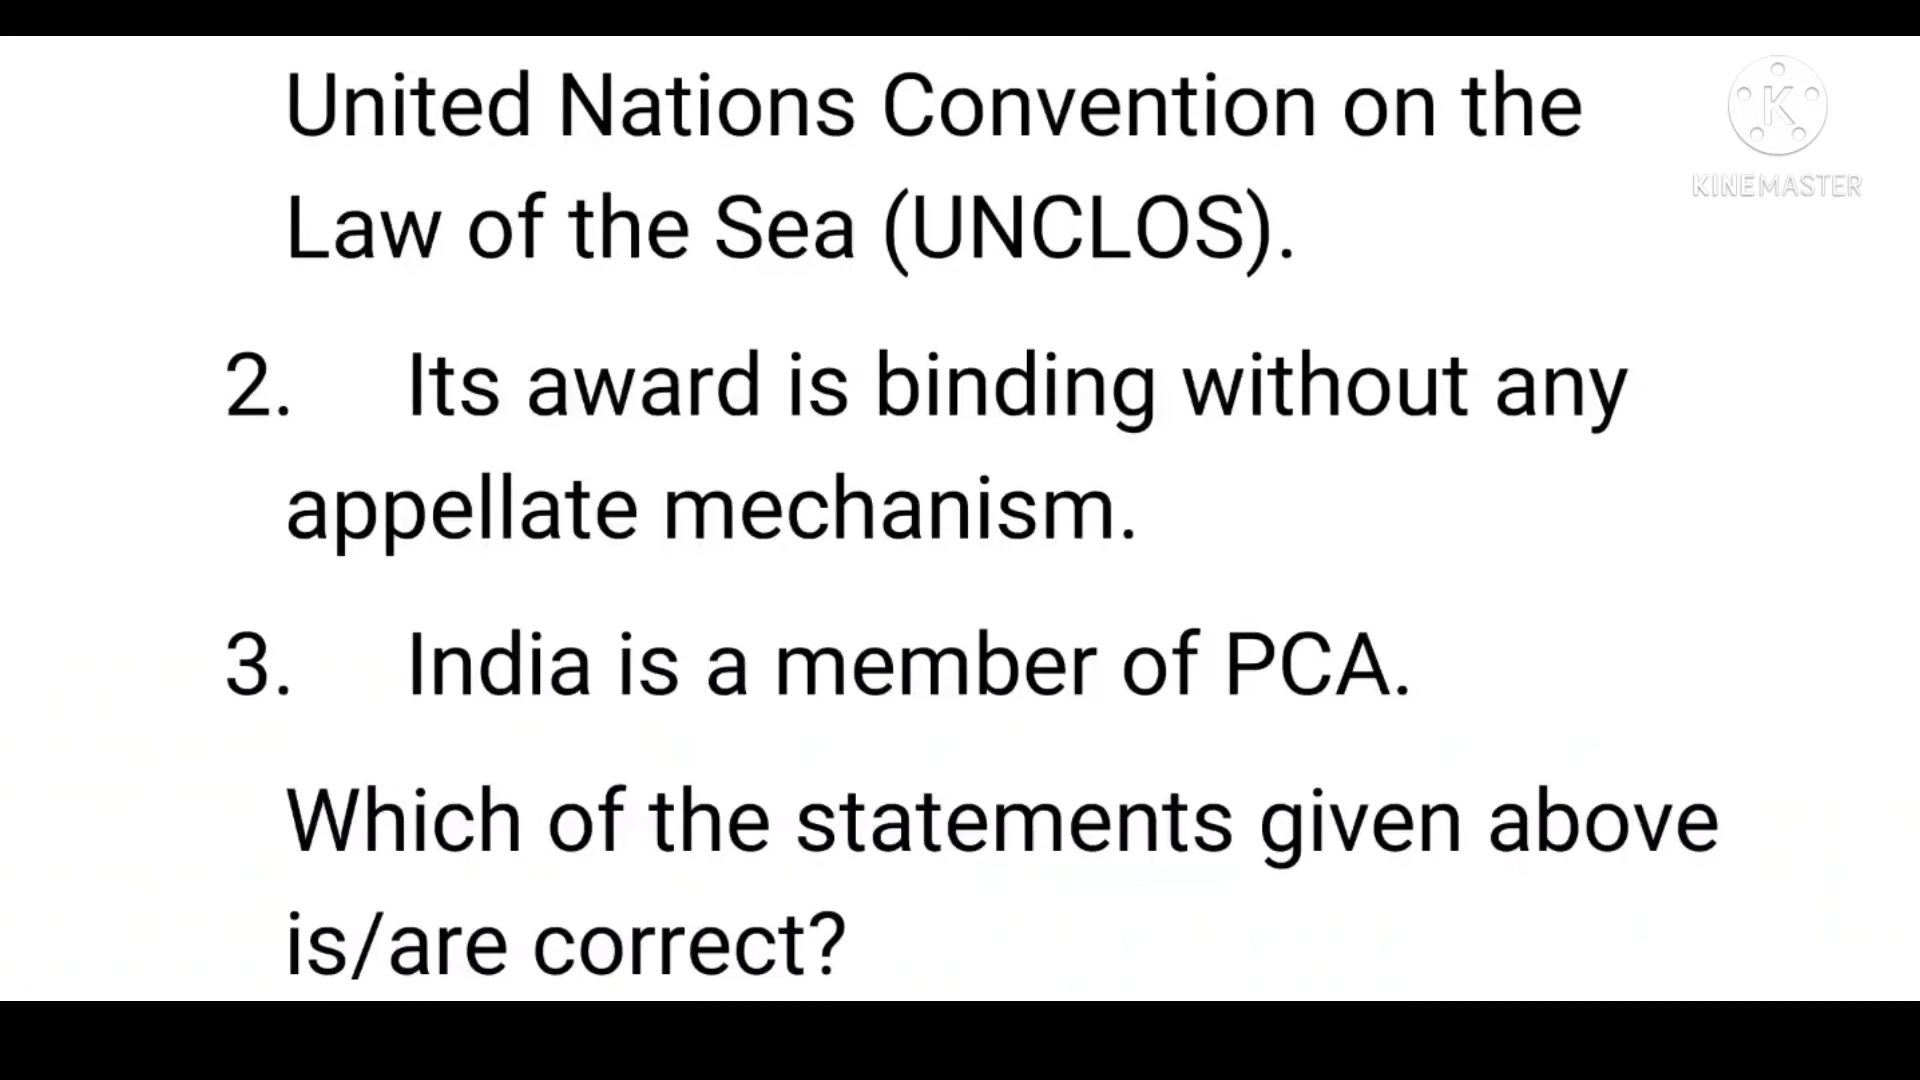 United Nations Convention on the
Law of the Sea (UNCLOS).
2. Its award is binding without any
appellate mechanism.
3. India is a member of PCA.
Which of the statements given above
is/are correct?
K
KINEMASTER